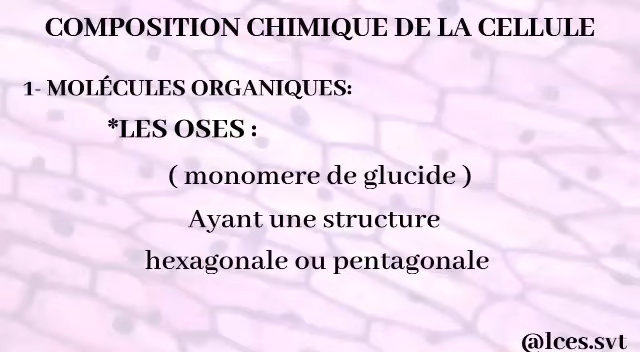 COMPOSITION CHIMIQUE DE LA CELLULE
1- MOLÉCULES ORGANIQUES:
*LES OSES :
( monomere de glucide )
Ayant une structure
hexagonale ou pentagonale
@lces.svt